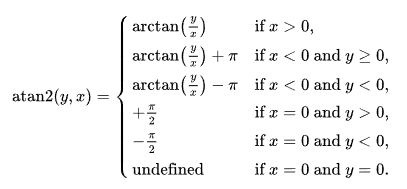 atan2(y, x) =
arctan(y/x) if x > 0,
arctan(y/x) + π if x < 0 and y ≥ 0,
arctan(y/x) − π if x < 0 and y < 0,
+π/2 if x = 0 and y > 0,
−π/2 if x = 0 and y < 0,
undefined if x = 0 and y = 0.